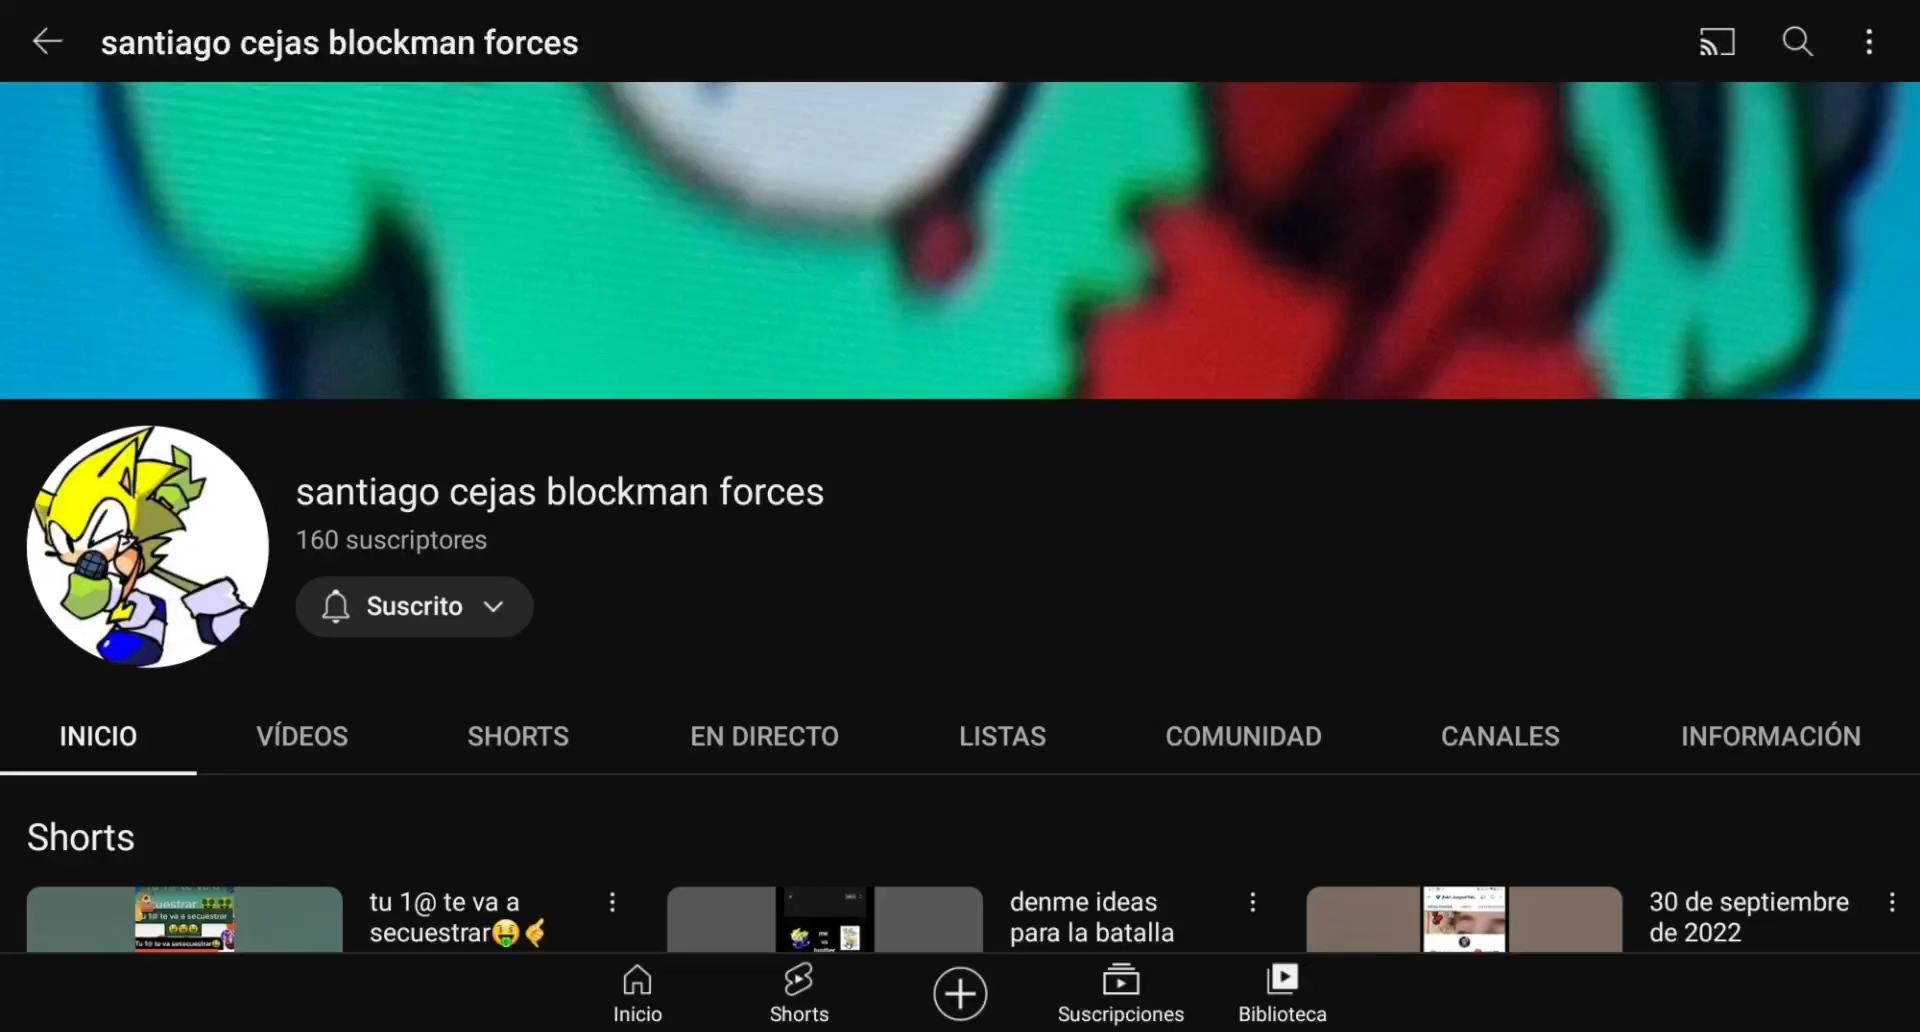 santiago cejas blockman forces
santiago cejas blockman forces
160 suscriptores
Suscrito
INICIO
VÍDEOS
SHORTS
EN DIRECTO
LISTAS
COMUNIDAD
CANALES
INFORMACIÓN
Shorts
tu 1@ te va a
secuestrar🤑🤙
denme ideas
para la batalla
30 de septiembre
de 2022
Inicio
Shorts
Suscripciones
Biblioteca